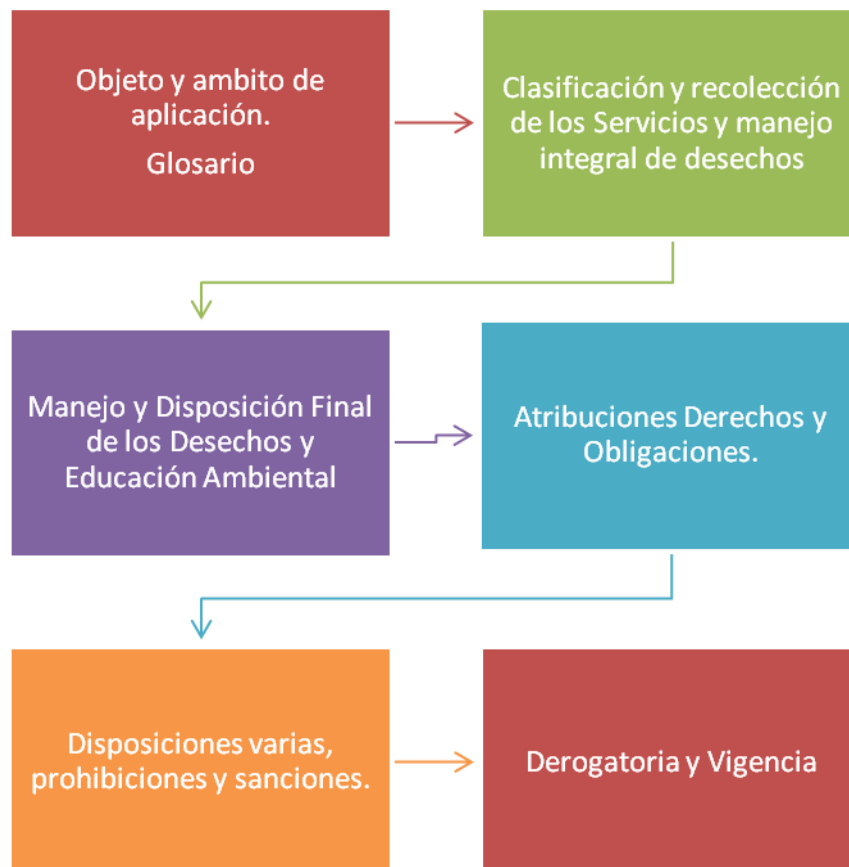 Objeto y ambito de
aplicación.
Glosario
Clasificación y recolección
de los Servicios y manejo
integral de desechos
Manejo y Disposición Final
de los Desechos y
Educación Ambiental
Atribuciones Derechos y
Obligaciones.
Disposiciones varias,
prohibiciones y sanciones.
Derogatoria y Vigencia